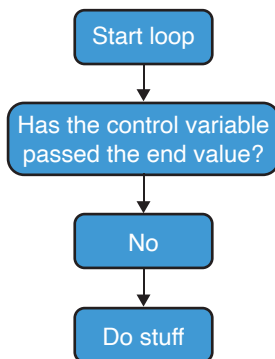 Start loop
Has the control variable
passed the end value?
No
Do stuff